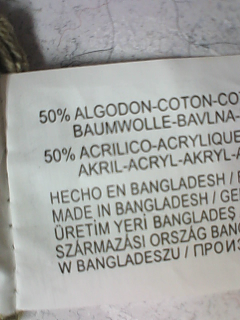 50% ALGODON-COTON-CO
BAUMWOLLE-BAVLNA-
50% ACRILICO-ACRYLIQUE
AKRIL-ACRYL-AKRYL-A
HECHO EN BANGLADESH /
MADE IN BANGLADESH / GE
ÜRETİM YERİ BANGLADEŞ
SZÁRMAZÁSI ORSZÁG BANG
W BANGLADESZU / ПРОИЗ